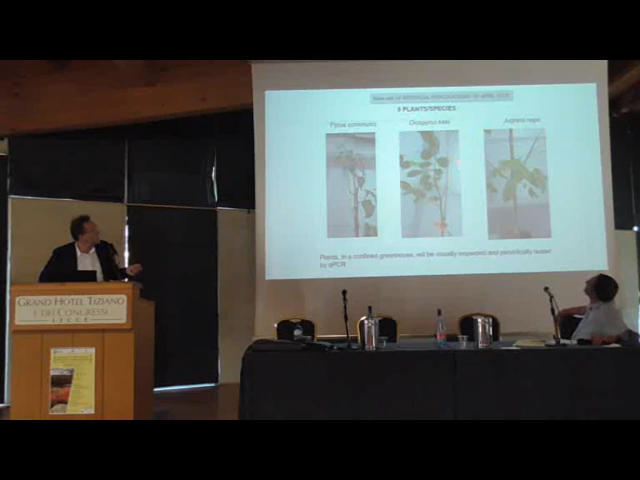 6 PLANTS/SPECIES
Pyrus communis
Diospyros kaki
Juglans regia
Plants, in a confined greenhouse, will be visually inspected and periodically tested
by qPCR
GRAND HOTEL TIZIANO
E DEI CONGRESSI
LECCE